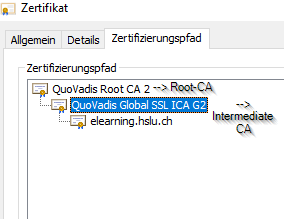 Zertifikat
Allgemein Details Zertifizierungspfad
Zertifizierungspfad
QuoVadis Root CA 2 --> Root-CA
QuoVadis Global SSL ICA G2 -->
Intermediate
CA
elearning.hslu.ch